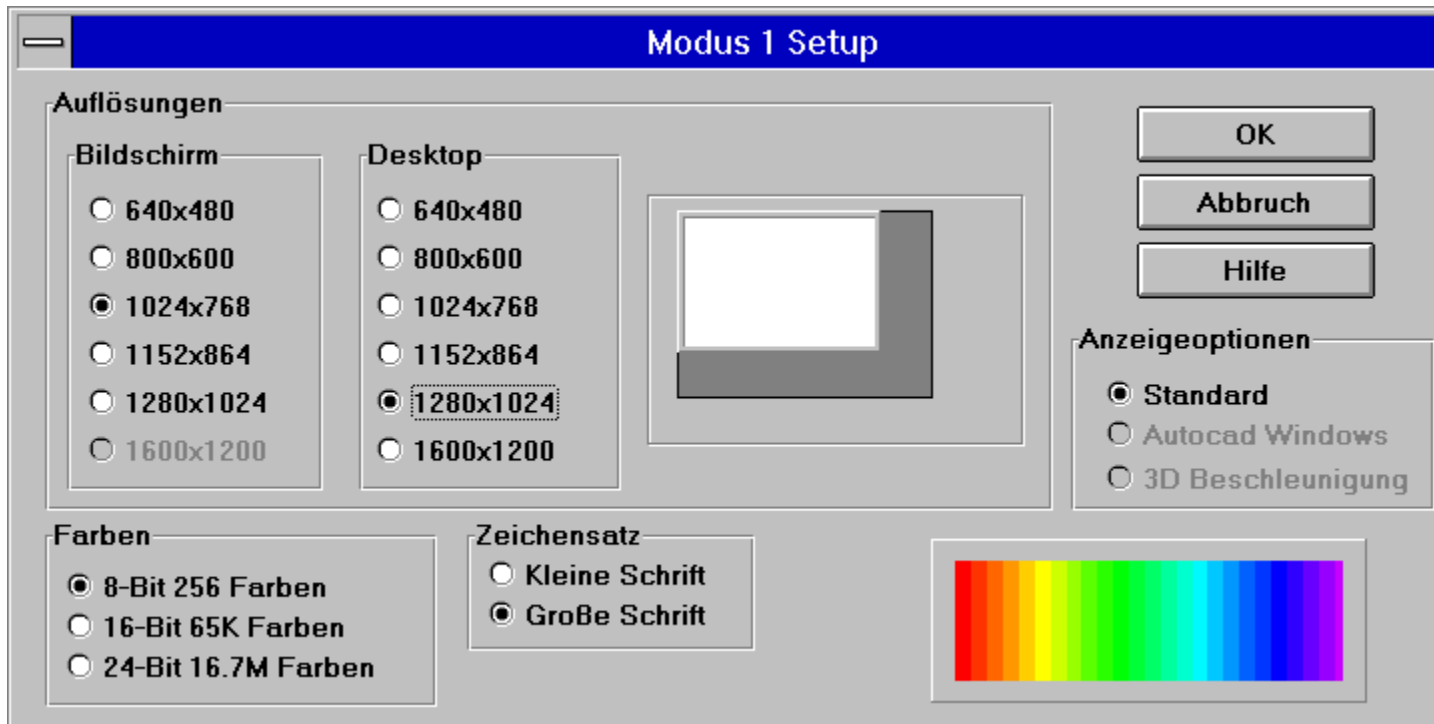 Modus 1 Setup
Auflösungen
Bildschirm
640x480
800x600
1024x768
1152x864
1280x1024
1600x1200
Desktop
640x480
800x600
1024x768
1152x864
1280x1024
1600x1200
OK
Abbruch
Hilfe
Anzeigeoptionen
Standard
Autocad Windows
3D Beschleunigung
Farben
8-Bit 256 Farben
16-Bit 65K Farben
24-Bit 16.7M Farben
Zeichensatz
Kleine Schrift
Große Schrift